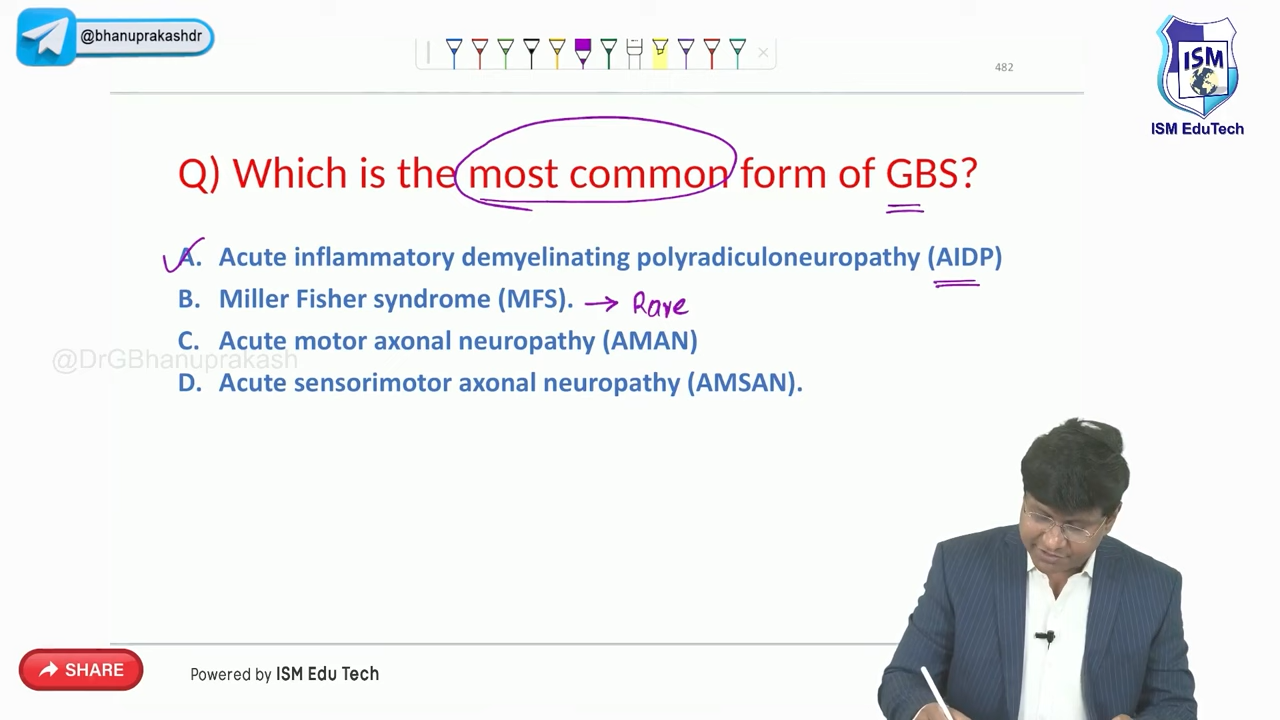 @bhanuprakashdr
482
ISM
ISM EduTech
Q) Which is the most common form of GBS?
A. Acute inflammatory demyelinating polyradiculoneuropathy (AIDP)
B. Miller Fisher syndrome (MFS). → Rare
C. Acute motor axonal neuropathy (AMAN)
@DrGBhanuprakash
D. Acute sensorimotor axonal neuropathy (AMSAN).
SHARE
Powered by ISM Edu Tech